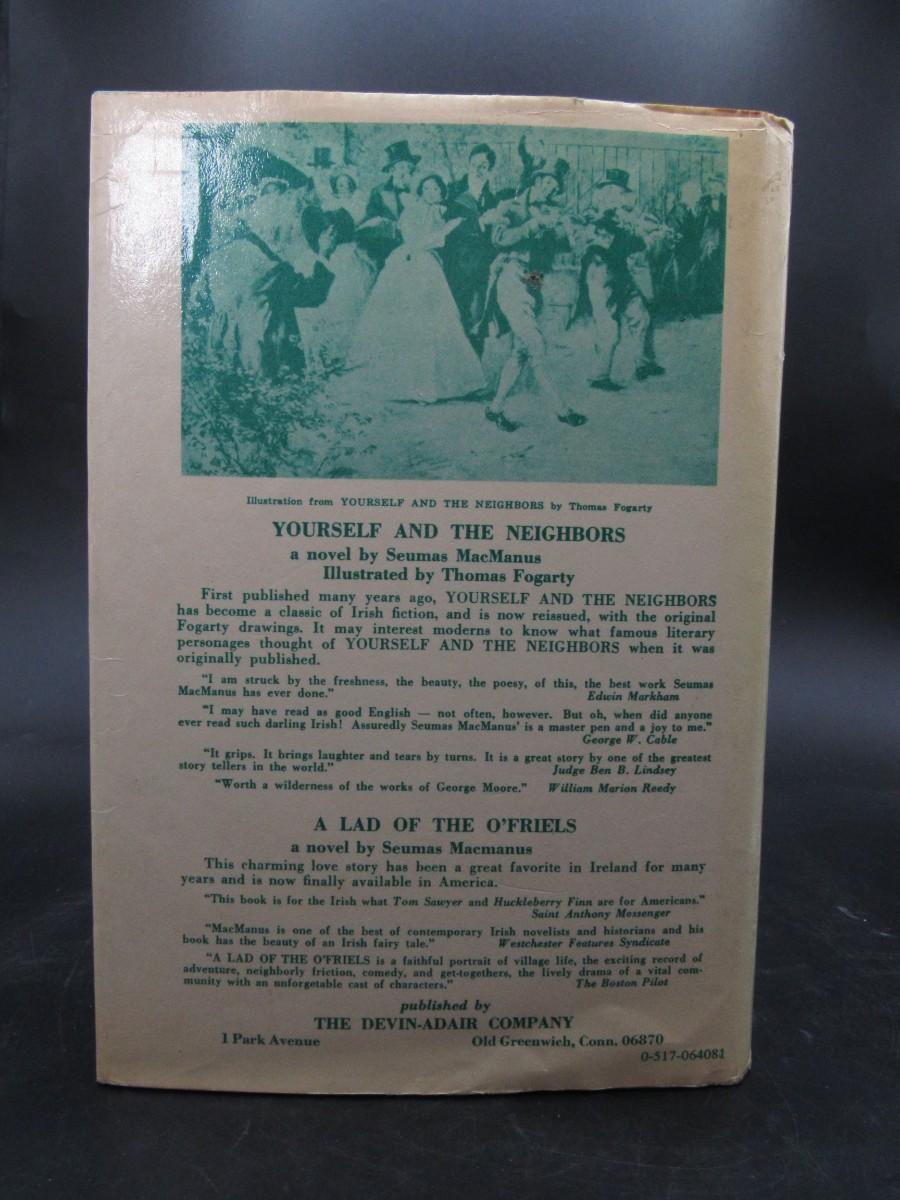 Illustration from YOURSELF AND THE NEIGHBORS by Thomas Fogarty
YOURSELF AND THE NEIGHBORS
a novel by Seumas MacManus
Illustrated by Thomas Fogarty
First published many years ago, YOURSELF AND THE NEIGHBORS
has become a classic of Irish fiction, and is now reissued, with the original
Fogarty drawings. It may interest moderns to know what famous literary
personages thought of YOURSELF AND THE NEIGHBORS when it was
originally published.
"I am struck by the freshness, the beauty, the poesy, of this, the best work Seumas
MacManus has ever done." Edwin Markham
"I may have read as good English — not often, however. But oh, when did anyone
ever read such darling Irish! Assuredly Seumas MacManus' is a master pen and a joy to me."
George W. Cable
"It grips. It brings laughter and tears by turns. It is a great story by one of the greatest
story tellers in the world." Judge Ben B. Lindsey
"Worth a wilderness of the works of George Moore." William Marion Reedy
A LAD OF THE O'FRIELS
a novel by Seumas Macmanus
This charming love story has been a great favorite in Ireland for many
years and is now finally available in America.
"This book is for the Irish what Tom Sawyer and Huckleberry Finn are for Americans."
Saint Anthony Messenger
"MacManus is one of the best of contemporary Irish novelists and historians and his
book has the beauty of an Irish fairy tale." Westchester Features Syndicate
"A LAD OF THE O'FRIELS is a faithful portrait of village life, the exciting record of
adventure, neighborly friction, comedy, and get-togethers, the lively drama of a vital com-
munity with an unforgetable cast of characters." The Boston Pilot
published by
THE DEVIN-ADAIR COMPANY
1 Park Avenue Old Greenwich, Conn. 06870
0-517-064081